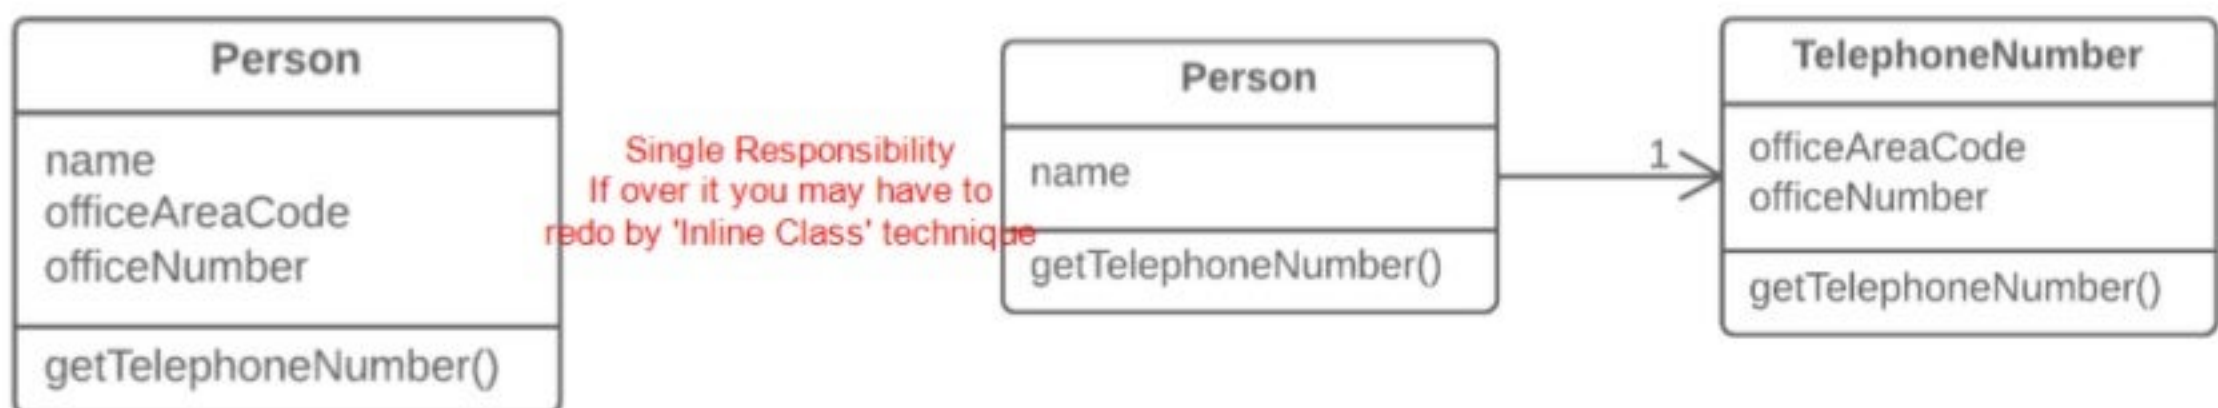 Person
name
officeAreaCode
officeNumber
getTelephoneNumber()
Single Responsibility
If over it you may have to
redo by 'Inline Class' technique
Person
name
getTelephoneNumber()
1
TelephoneNumber
officeAreaCode
officeNumber
getTelephoneNumber()